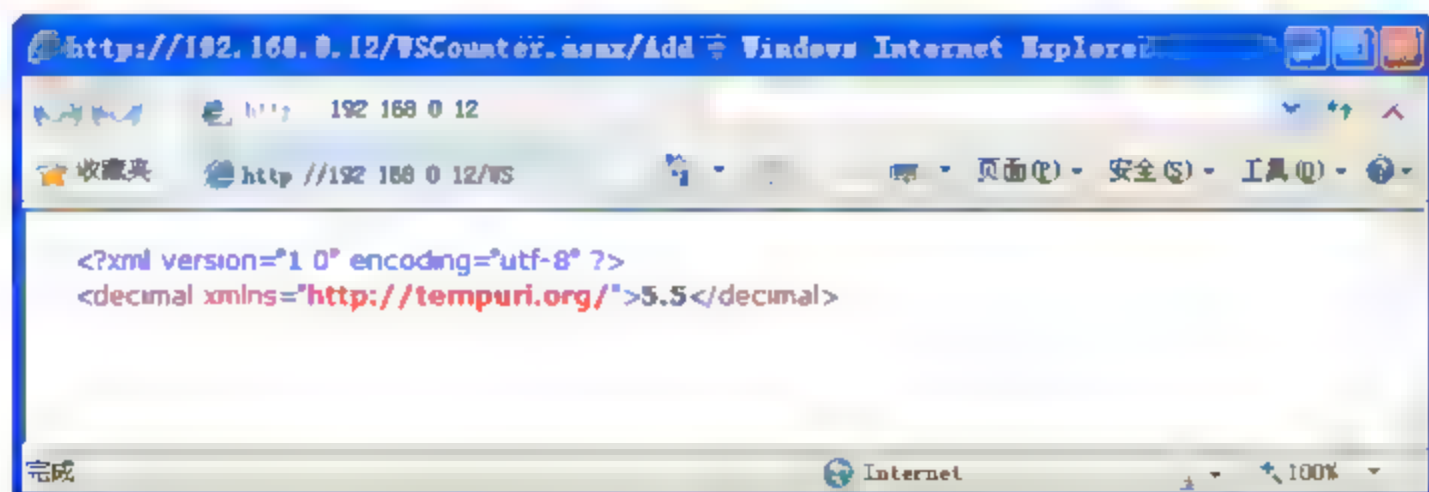 http://192.168.0.12/WSCounter.asmx/Add - Windows Internet Explorer
http 192 168 0 12
收藏夹 http //192 168 0 12/WS 页面(P) 安全(S) 工具(O)
<?xml version="1 0" encoding="utf-8" ?>
<decimal xmlns="http://tempuri.org/">5.5</decimal>
完成 Internet 100%